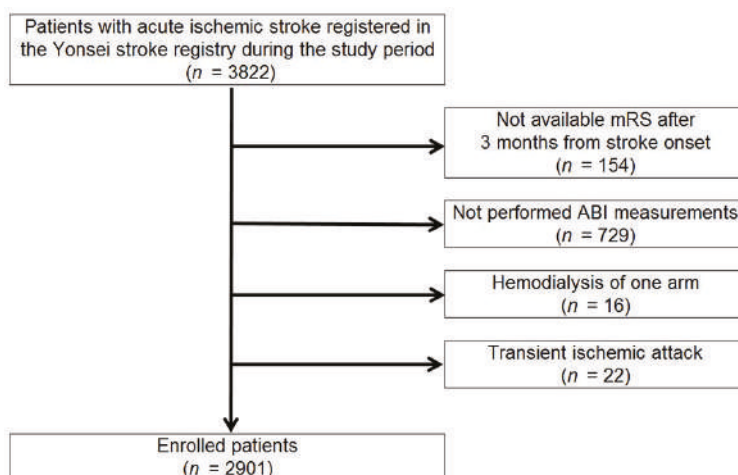 Patients with acute ischemic stroke registered in
the Yonsei stroke registry during the study period
(n = 3822)
Not available mRS after
3 months from stroke onset
(n = 154)
Not performed ABI measurements
(n = 729)
Hemodialysis of one arm
(n = 16)
Transient ischemic attack
(n = 22)
Enrolled patients
(n = 2901)